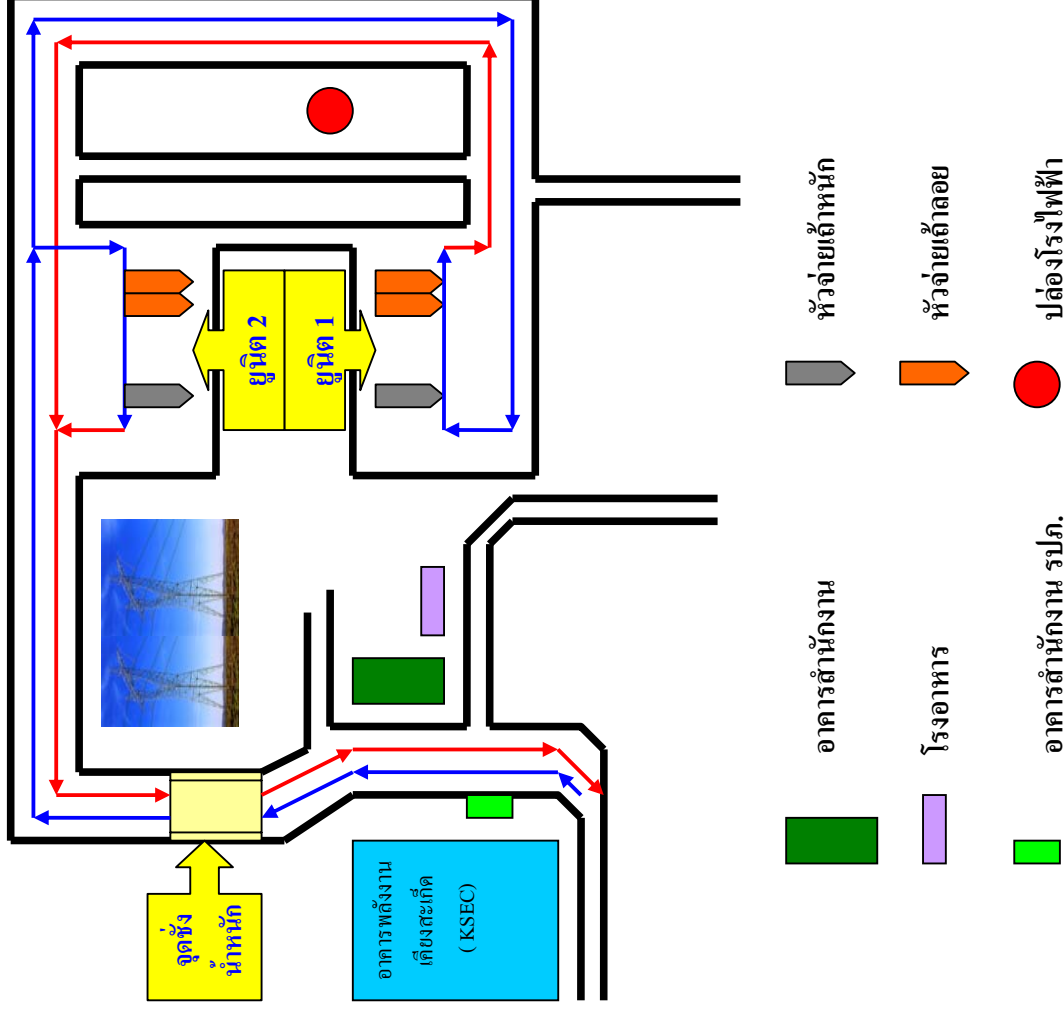 จุดชั่ง
น้ำหนัก
อาคารพลังงาน
เคียงสะเก็ด
( KSEC)
ยูนิต 2
ยูนิต 1
อาคารสำนักงาน
โรงอาหาร
อาคารสำนักงาน รปภ.
หัวจ่ายเถ้าหนัก
หัวจ่ายเถ้าลอย
ปล่องโรงไฟฟ้า